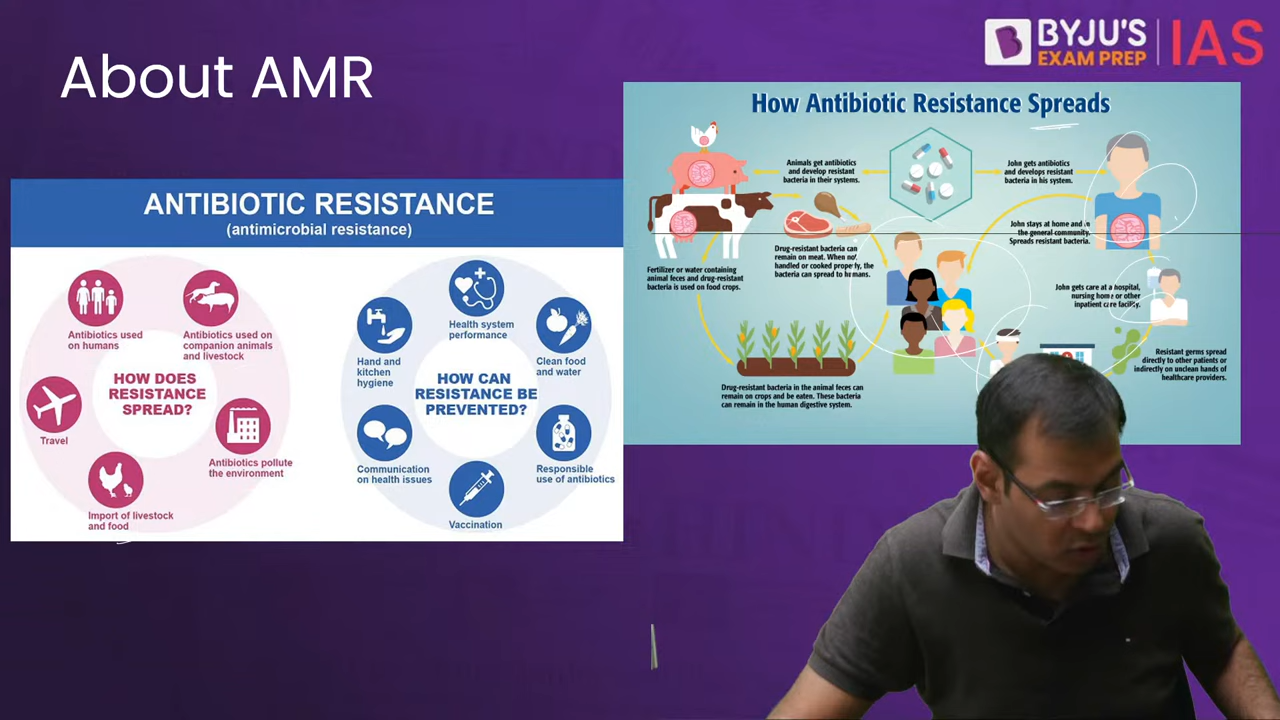 About AMR
BYJU'S
EXAM PREP
IAS
ANTIBIOTIC RESISTANCE
(antimicrobial resistance)
Antibiotics used
on humans
Antibiotics used on
companion animals
and livestock
HOW DOES
RESISTANCE
SPREAD?
Travel
Antibiotics pollute
the environment
Import of livestock
and food
Health system
performance
Hand and
kitchen
hygiene
Clean food
and water
HOW CAN
RESISTANCE BE
PREVENTED?
Communication
on health issues
Responsible
use of antibiotics
Vaccination
How Antibiotic Resistance Spreads
Animals get antibiotics
and develop resistant
bacteria in their systems.
John gets antibiotics
and develops resistant
bacteria in his system.
John stays at home and in
the general community.
Spreads resistant bacteria.
Drug-resistant bacteria can
remain on meat. When not
handled or cooked properly, the
bacteria can spread to humans.
Fertilizer or water containing
animal feces and drug-resistant
bacteria is used on food crops.
John gets care at a hospital,
nursing home or other
inpatient care facility.
Resistant germs spread
directly to other patients or
indirectly on unclean hands of
healthcare providers.
Drug-resistant bacteria in the animal feces can
remain on crops and be eaten. These bacteria
can remain in the human digestive system.